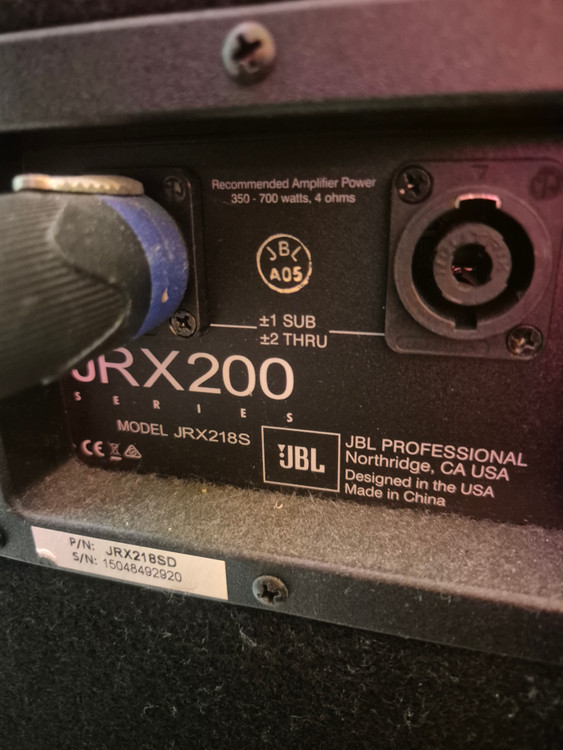 Recommended Amplifier Power
350 - 700 watts, 4 ohms
JBL
A05
±1 SUB
±2 THRU
JRX200
SERIES
MODEL JRX218S
CE
JBL
JBL PROFESSIONAL
Northridge, CA USA
Designed in the USA
Made in China
P/N: JRX218SD
S/N: 15048492920